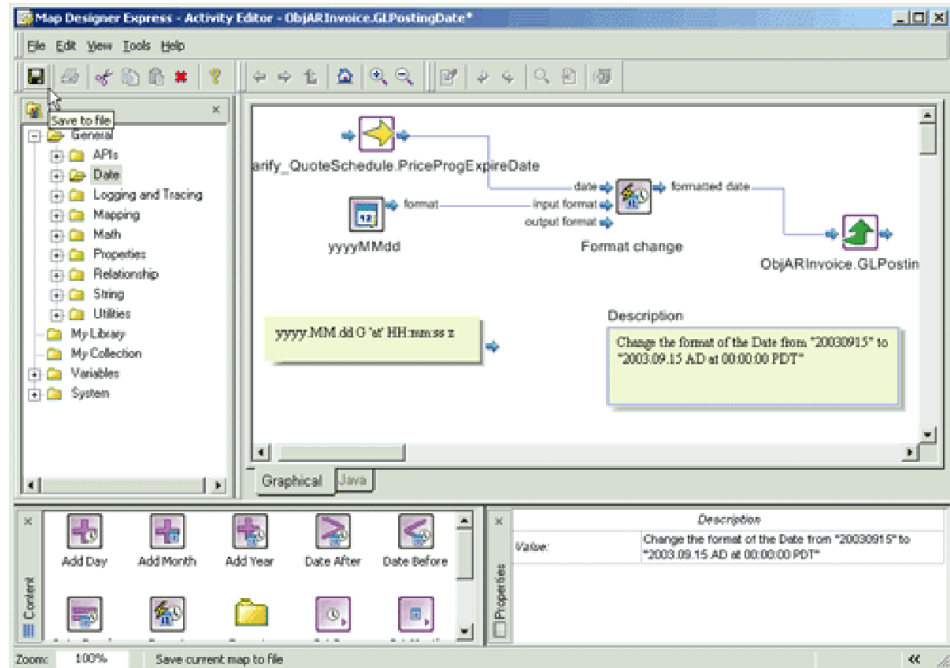 Map Designer Express - Activity Editor - ObjARInvoice.GLPostingDate*
File Edit View Tools Help
Save to file
General
APIs
Date
Logging and Tracing
Mapping
Math
Properties
Relationship
String
Utilities
My Library
My Collection
Variables
System
arify_QuoteSchedule.PriceProgExpireDate
date
formatted date
format
input format
output format
12
yyyyMMdd
Format change
ObjARInvoice.GLPostin
yyyy.MM.dd G 'at' HH:mm:ss z
Description
Change the format of the Date from "20030915" to
"2003.09.15 AD at 00:00:00 PDT"
Graphical
Java
Content
Add Day
Add Month
Add Year
Date After
Date Before
Properties
Description
Value:
Change the format of the Date from "20030915" to
"2003.09.15 AD at 00:00:00 PDT"
Zoom: 100% Save current map to file